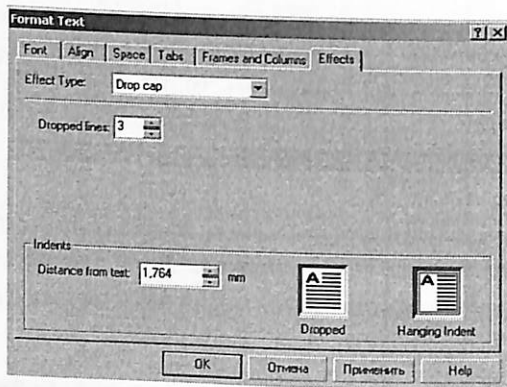 Format Text
? ×
Font Align Space Tabs Frames and Columns Effects
Effect Type: Drop cap
Dropped lines: 3
Indents
Distance from test: 1,764 mm
A A
Dropped Hanging Indent
OK Отмена Применить Help